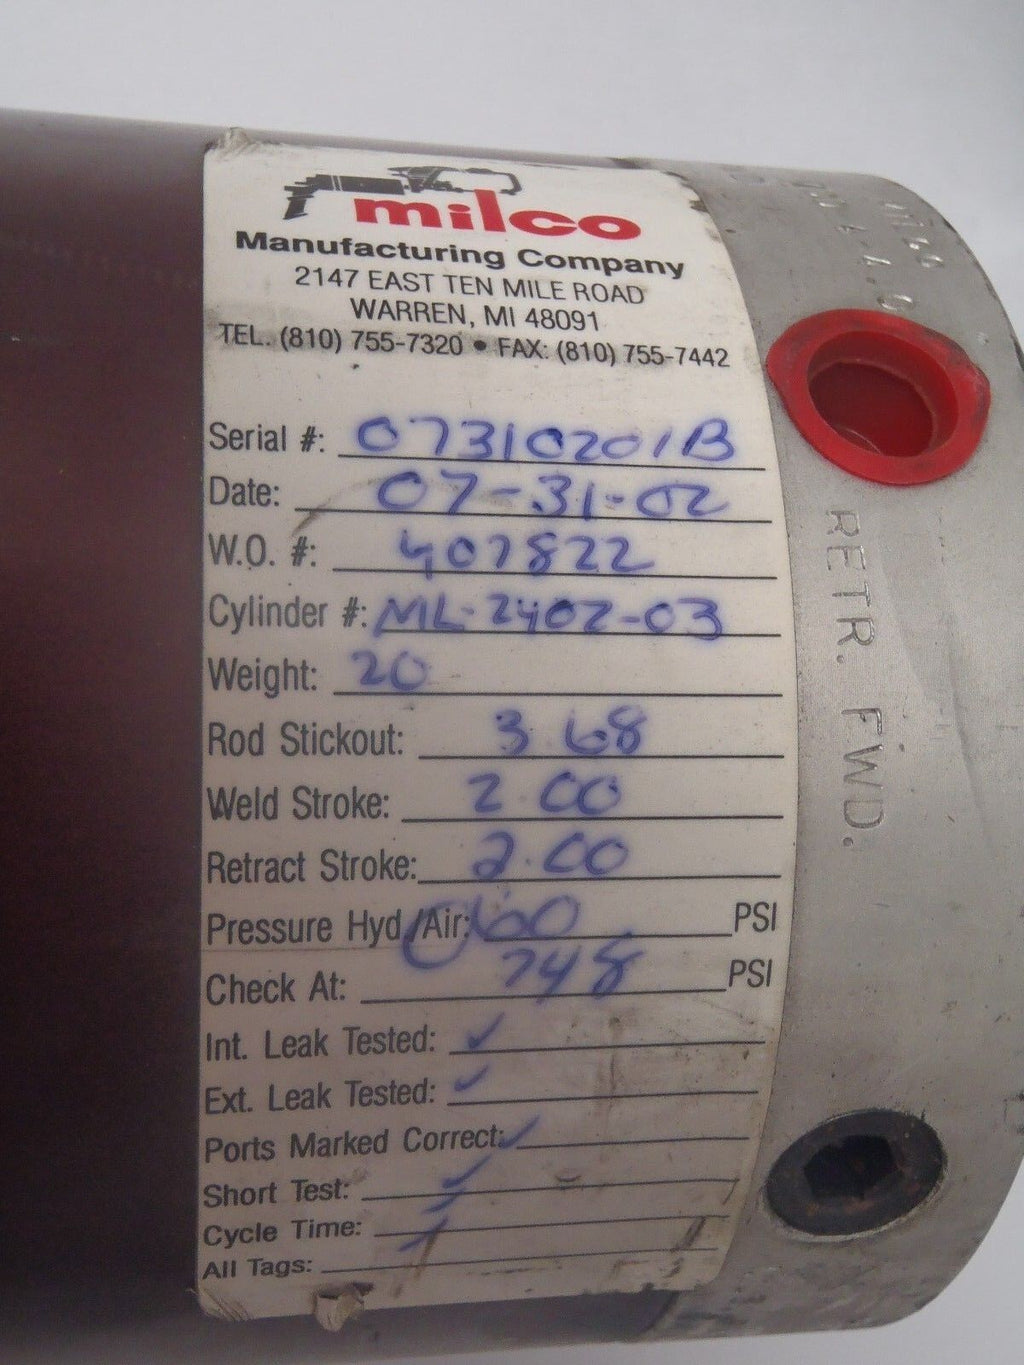 milco
Manufacturing Company
2147 EAST TEN MILE ROAD
WARREN, MI 48091
TEL. (810) 755-7320 • FAX: (810) 755-7442
Serial #: 07310201B
Date: 07-31-02
W.O. #: 407822
Cylinder #: ML-2402-03
Weight: 20
Rod Stickout: 3.68
Weld Stroke: 2.00
Retract Stroke: 2.00
Pressure Hyd/Air: 60 PSI
Check At: 748 PSI
Int. Leak Tested: ✓
Ext. Leak Tested: ✓
Ports Marked Correct: ✓
Short Test: ✓
Cycle Time:
All Tags:
RETR. FWD.